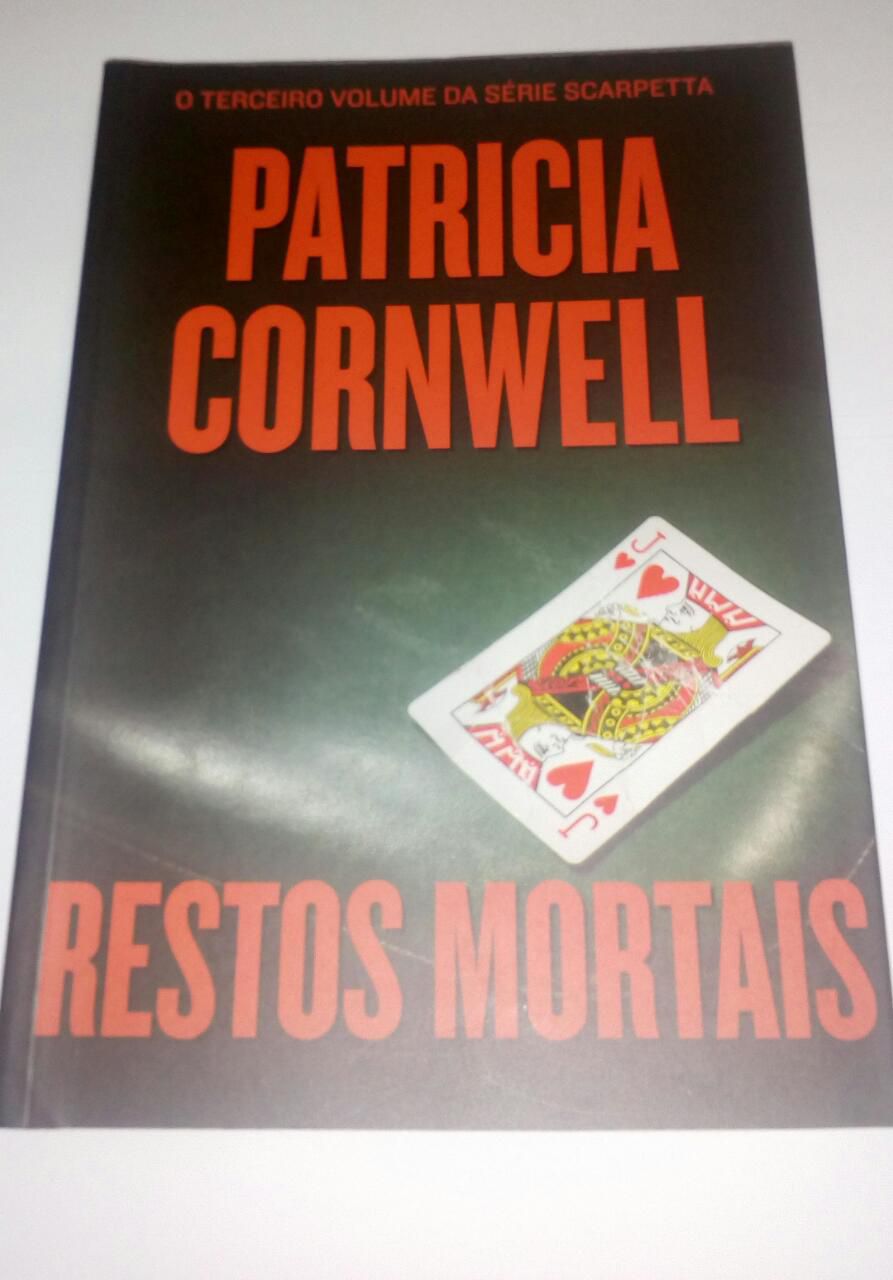 O TERCEIRO VOLUME DA SÉRIE SCARPETTA
PATRICIA
CORNWELL
J
J
RESTOS MORTAIS